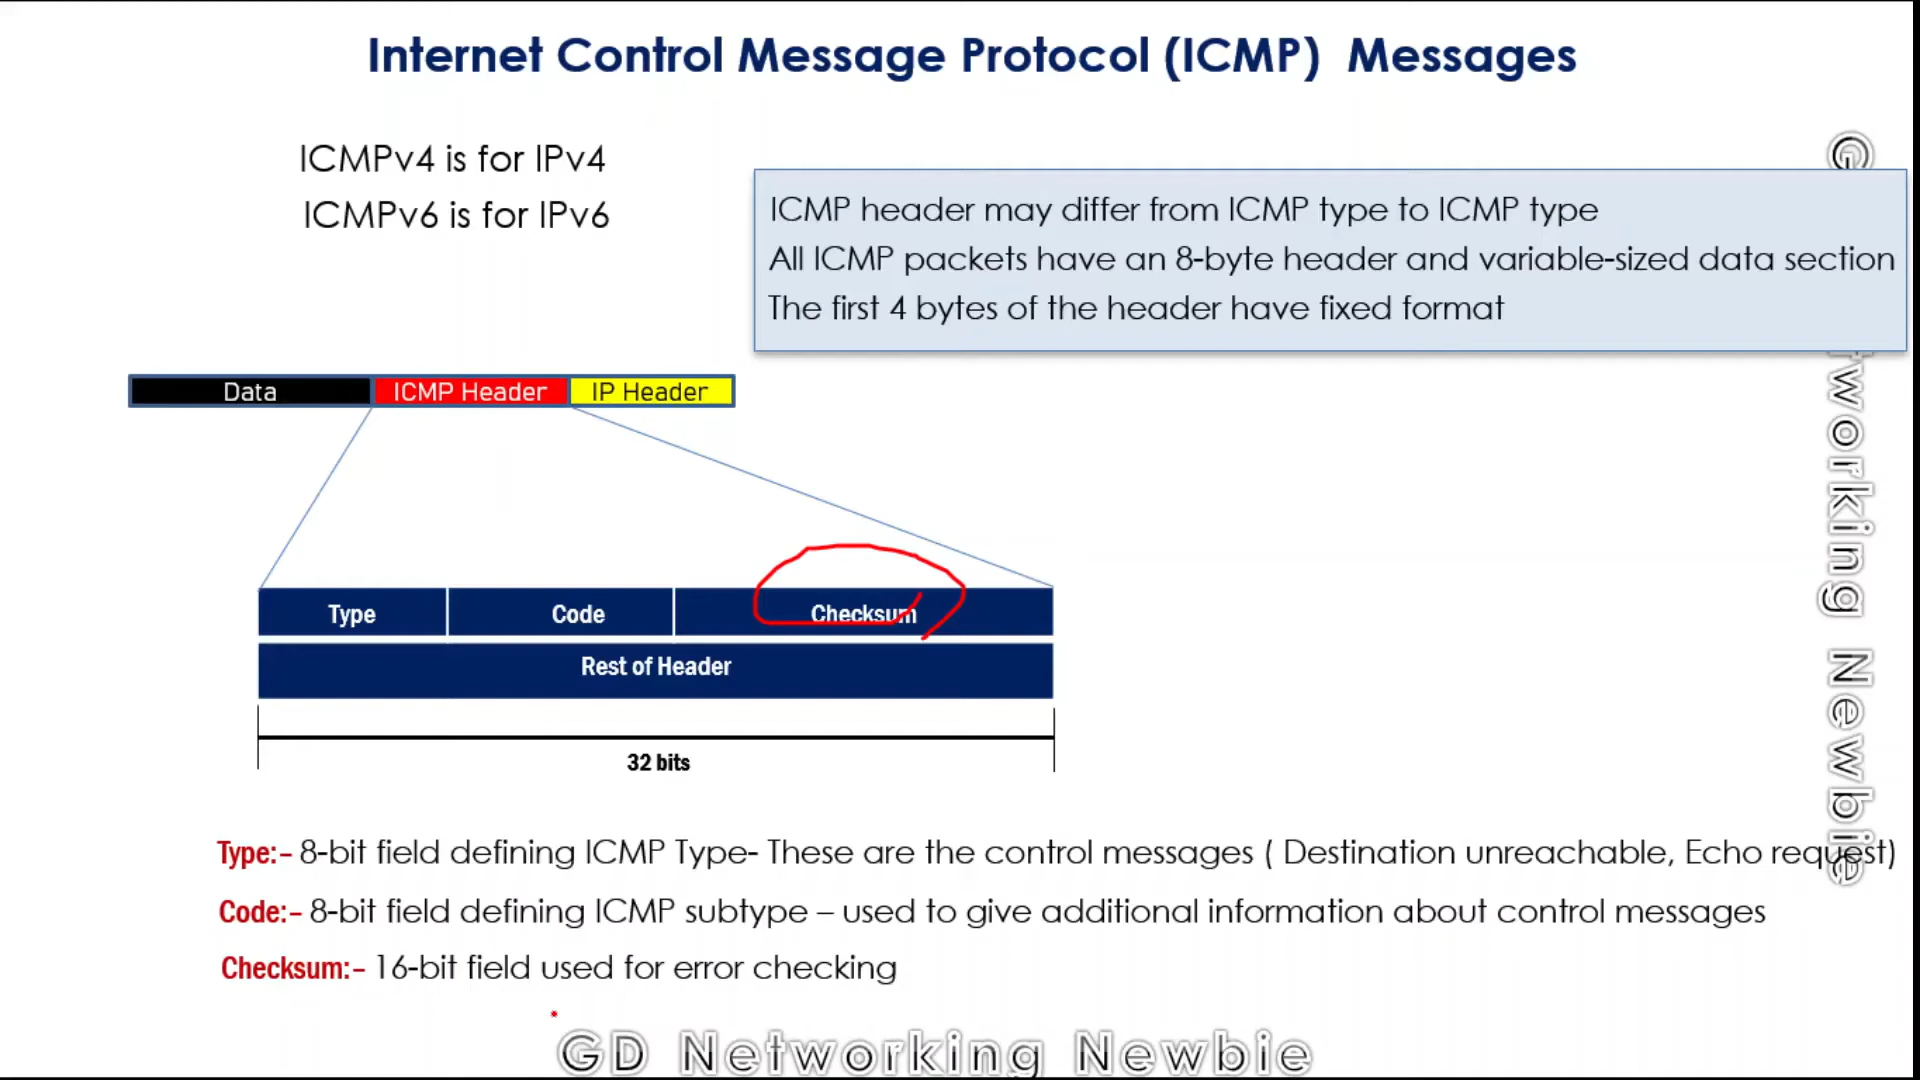 Internet Control Message Protocol (ICMP) Messages
ICMPv4 is for IPv4
ICMPv6 is for IPv6
ICMP header may differ from ICMP type to ICMP type
All ICMP packets have an 8-byte header and variable-sized data section
The first 4 bytes of the header have fixed format
Data ICMP Header IP Header
Type Code Checksum
Rest of Header
32 bits
Type:- 8-bit field defining ICMP Type- These are the control messages ( Destination unreachable, Echo request)
Code:- 8-bit field defining ICMP subtype – used to give additional information about control messages
Checksum:- 16-bit field used for error checking
GD Networking Newbie
Newbie